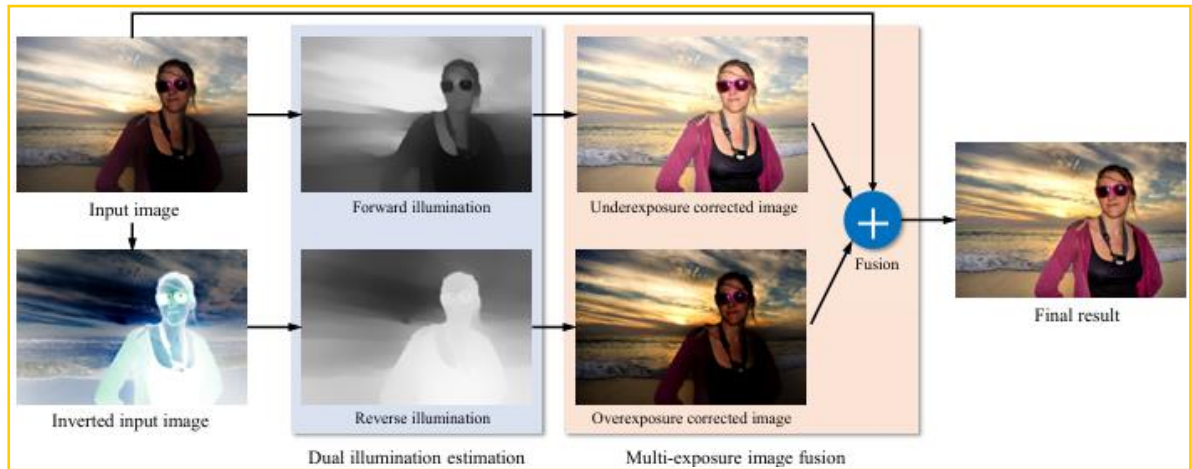 Input image
Forward illumination
Underexposure corrected image
Fusion
Final result
Inverted input image
Reverse illumination
Overexposure corrected image
Dual illumination estimation
Multi-exposure image fusion